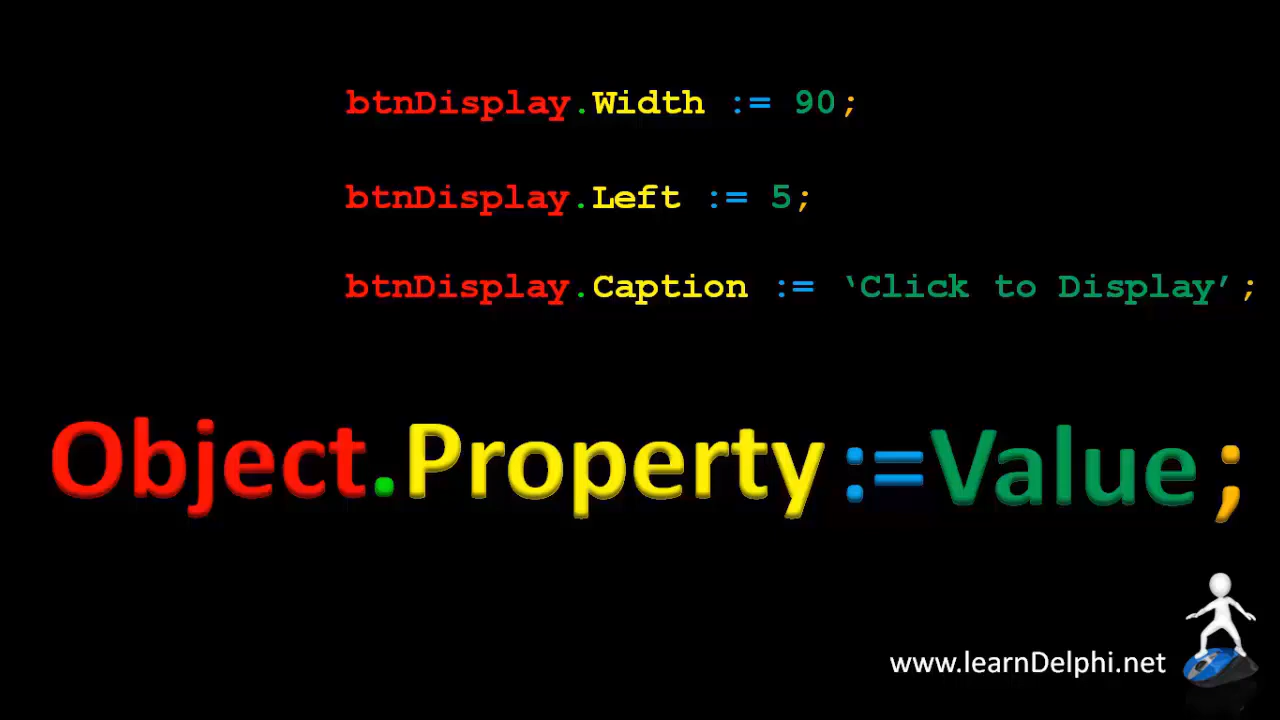 btnDisplay.Width := 90;
btnDisplay.Left := 5;
btnDisplay.Caption := ‘Click to Display’;
Object.Property:=Value;
www.learnDelphi.net